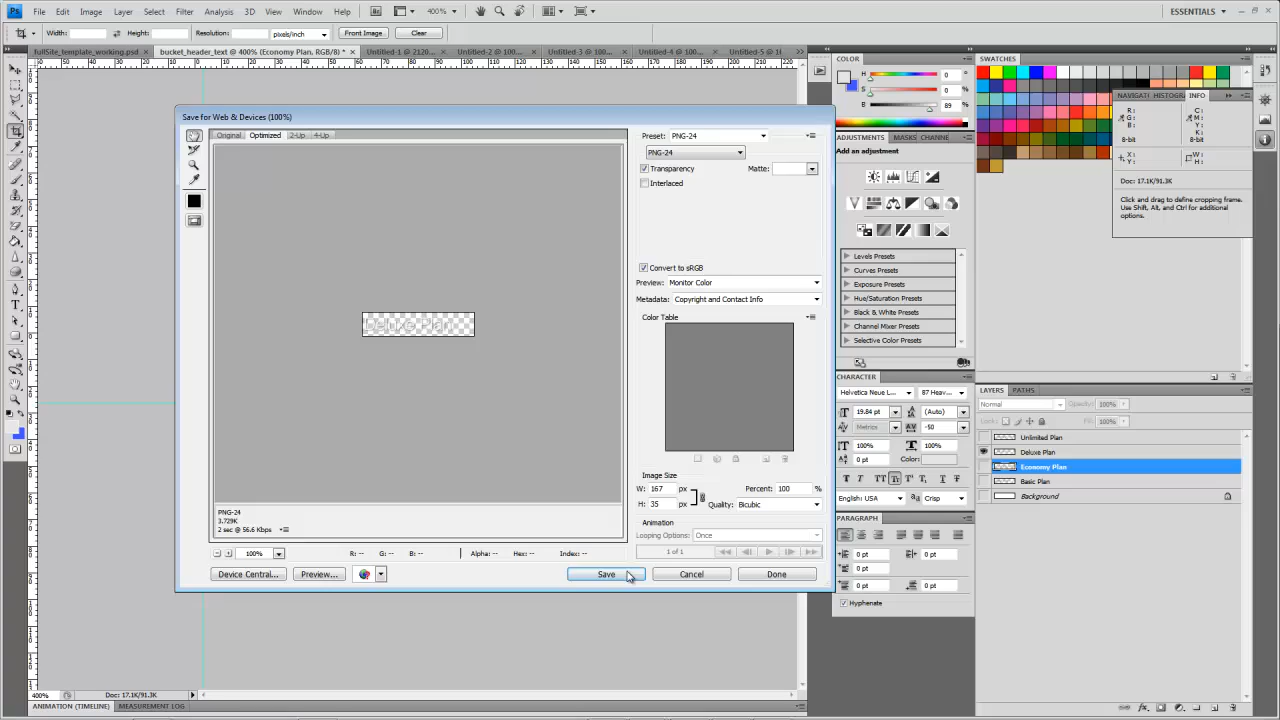 Ps File Edit Image Layer Select Filter Analysis 3D View Window Help 400% ESSENTIALS
Width: Height: Resolution: pixels/inch Front Image Clear
fullSite_template_working.psd bucket_header_text @ 400% (Economy Plan, RGB/8) * Untitled-1 @ 2120... Untitled-2 @ 100... Untitled-3 @ 100... Untitled-4 @ 100... Untitled-5 @ 10
Save for Web & Devices (100%)
Original Optimized 2-Up 4-Up
Preset: PNG-24
PNG-24
Transparency Matte:
Interlaced
Convert to sRGB
Preview: Monitor Color
Metadata: Copyright and Contact Info
Color Table
Deluxe Plan
Image Size
W: 167 px Percent: 100 %
H: 35 px Quality: Bicubic
Animation
Looping Options: Once
1 of 1
PNG-24
3.729K
2 sec @ 56.6 Kbps
100% R: -- G: -- B: -- Alpha: -- Hex: -- Index: --
Device Central... Preview... Save Cancel Done
COLOR
H 0 °
S 0 %
B 89 %
ADJUSTMENTS MASKS CHANNE
Add an adjustment
Levels Presets
Curves Presets
Exposure Presets
Hue/Saturation Presets
Black & White Presets
Channel Mixer Presets
Selective Color Presets
CHARACTER
Helvetica Neue L... 87 Heav...
19.84 pt (Auto)
Metrics -50
100% 100%
0 pt Color:
English: USA Crisp
PARAGRAPH
0 pt 0 pt
0 pt
0 pt 0 pt
Hyphenate
SWATCHES
NAVIGAT HISTOGR INFO
R: C:
G: M:
B: Y:
K:
8-bit 8-bit
X: W:
Y: H:
Doc: 17.1K/91.3K
Click and drag to define cropping frame.
Use Shift, Alt, and Ctrl for additional
options.
LAYERS PATHS
Normal Opacity: 100%
Lock: Fill: 100%
Unlimited Plan
Deluxe Plan
Economy Plan
Basic Plan
Background
400% Doc: 17.1K/91.3K
ANIMATION (TIMELINE) MEASUREMENT LOG